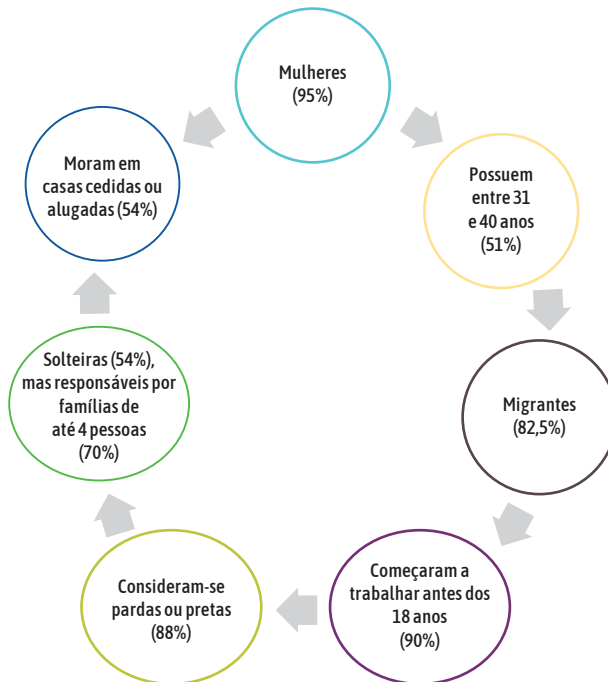 Mulheres
(95%)
Possuem
entre 31
e 40 anos
(51%)
Migrantes
(82,5%)
Começaram a
trabalhar antes dos
18 anos
(90%)
Consideram-se
pardas ou pretas
(88%)
Solteiras (54%),
mas responsáveis por
famílias de
até 4 pessoas
(70%)
Moram em
casas cedidas ou
alugadas (54%)